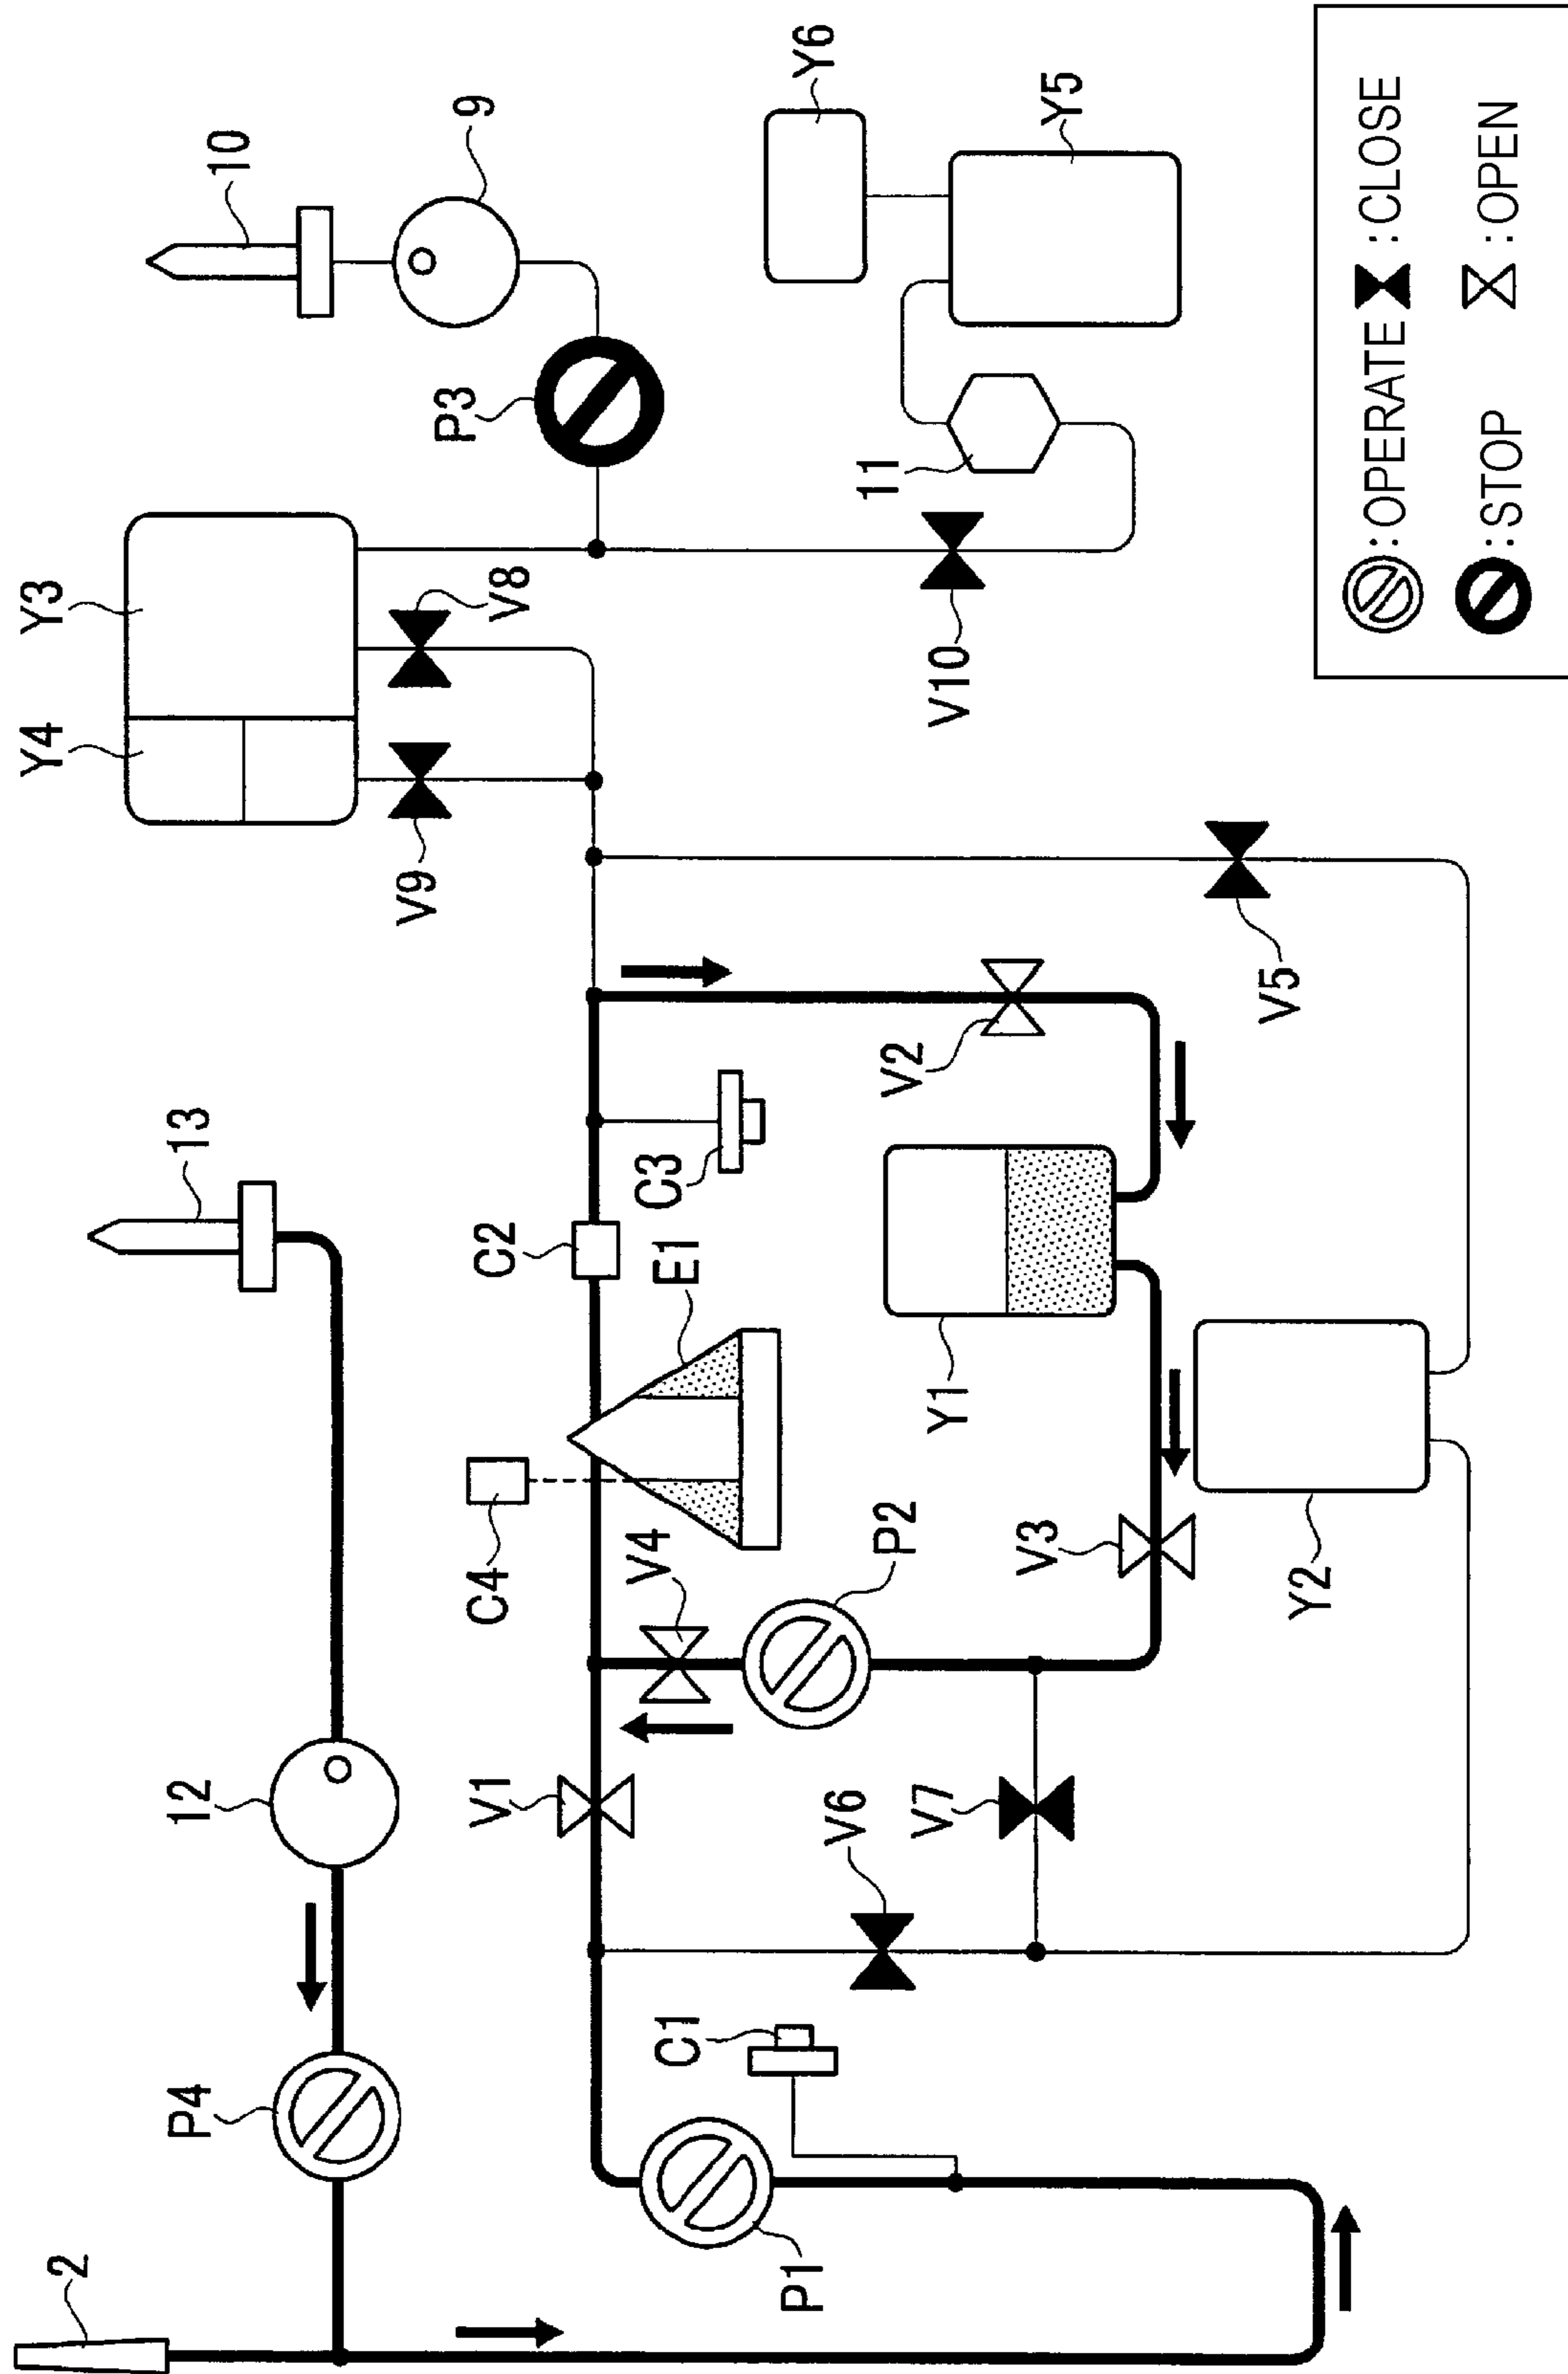 Y4 Y3
2
P4 12 13 10
V9 P3 9
V1 C4 C2 V8
C1 V4 E1 C3
P1 Y6
V6 P2 V2 11
V7 Y1 V10
V3 Y5
Y2 V5
:OPERATE :CLOSE
:STOP :OPEN